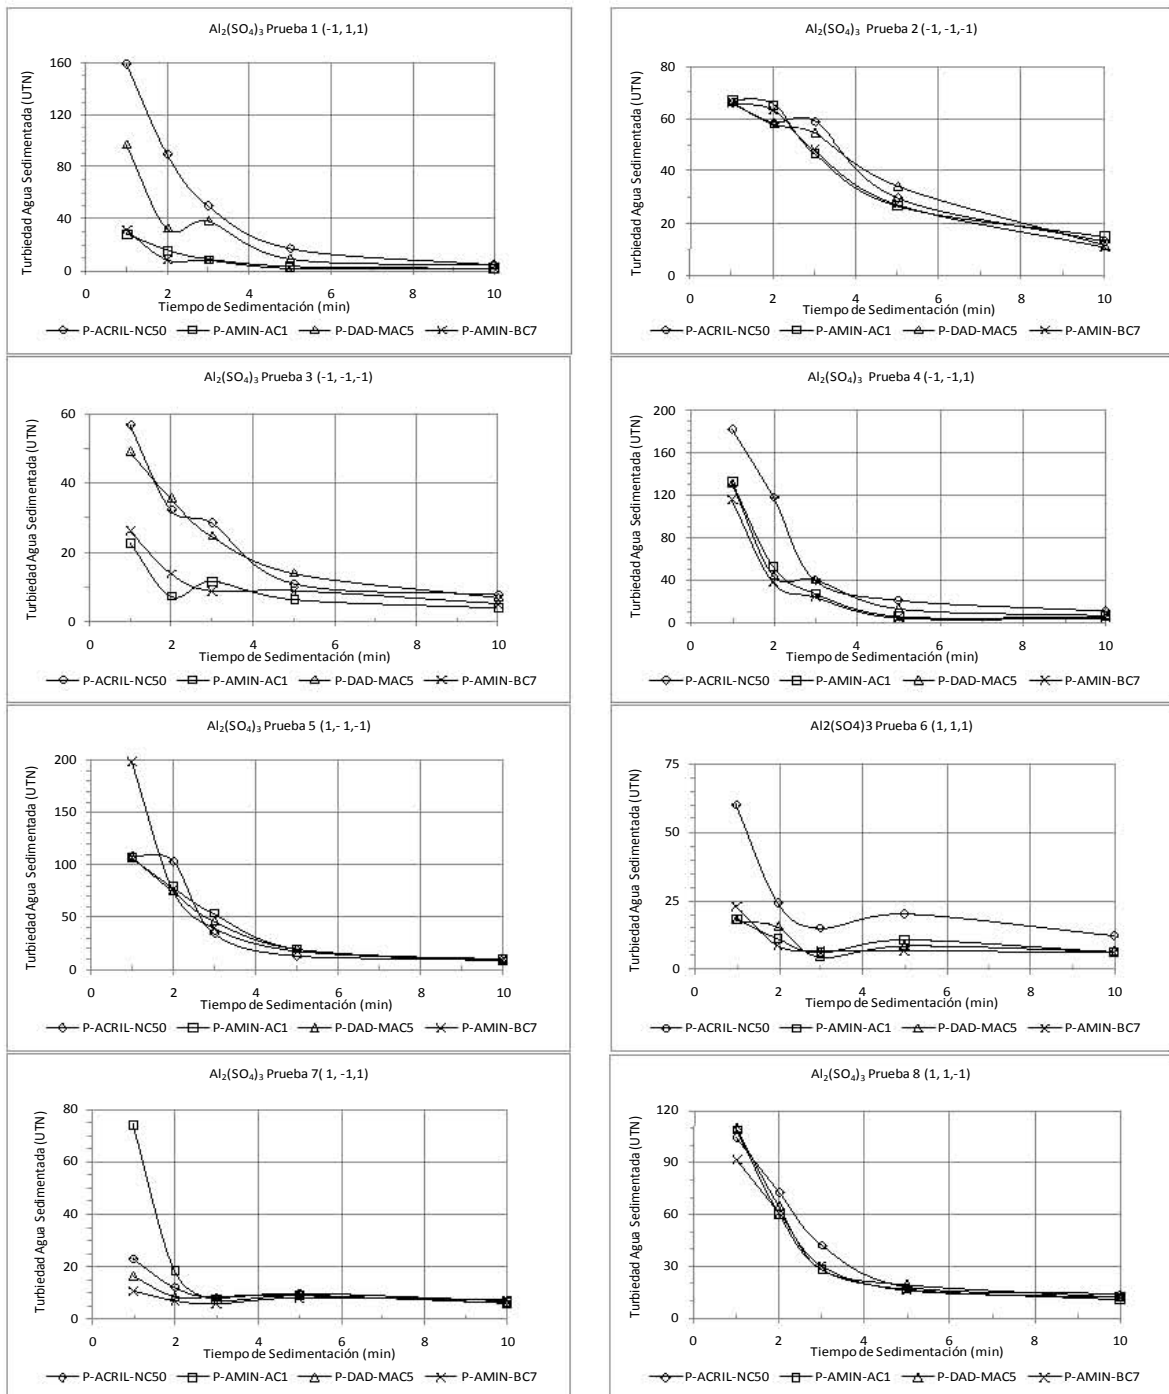 Al₂(SO₄)₃ Prueba 1 (-1, 1,1)
Turbiedad Agua Sedimentada (UTN)
160
120
80
40
0
0 2 4 6 8 10
Tiempo de Sedimentación (min)
P-ACRIL-NC50 P-AMIN-AC1 P-DAD-MAC5 P-AMIN-BC7
Al₂(SO₄)₃ Prueba 2 (-1, -1,-1)
Turbiedad Agua Sedimentada (UTN)
80
60
40
20
0
0 2 4 6 8 10
Tiempo de Sedimentación (min)
P-ACRIL-NC50 P-AMIN-AC1 P-DAD-MAC5 P-AMIN-BC7
Al₂(SO₄)₃ Prueba 3 (-1, -1,-1)
Turbiedad Agua Sedimentada (UTN)
60
40
20
0
0 2 4 6 8 10
Tiempo de Sedimentación (min)
P-ACRIL-NC50 P-AMIN-AC1 P-DAD-MAC5 P-AMIN-BC7
Al₂(SO₄)₃ Prueba 4 (-1, -1,1)
Turbiedad Agua Sedimentada (UTN)
200
160
120
80
40
0
0 2 4 6 8 10
Tiempo de Sedimentación (min)
P-ACRIL-NC50 P-AMIN-AC1 P-DAD-MAC5 P-AMIN-BC7
Al₂(SO₄)₃ Prueba 5 (1,- 1,-1)
Turbiedad Agua Sedimentada (UTN)
200
150
100
50
0
0 2 4 6 8 10
Tiempo de Sedimentación (min)
P-ACRIL-NC50 P-AMIN-AC1 P-DAD-MAC5 P-AMIN-BC7
Al2(SO4)3 Prueba 6 (1, 1,1)
Turbiedad Agua Sedimentada (UTN)
75
50
25
0
0 2 4 6 8 10
Tiempo de Sedimentación (min)
P-ACRIL-NC50 P-AMIN-AC1 P-DAD-MAC5 P-AMIN-BC7
Al₂(SO₄)₃ Prueba 7( 1, -1,1)
Turbiedad Agua Sedimentada (UTN)
80
60
40
20
0
0 2 4 6 8 10
Tiempo de Sedimentación (min)
P-ACRIL-NC50 P-AMIN-AC1 P-DAD-MAC5 P-AMIN-BC7
Al₂(SO₄)₃ Prueba 8 (1, 1,-1)
Turbiedad Agua Sedimentada (UTN)
120
90
60
30
0
0 2 4 6 8 10
Tiempo de Sedimentación (min)
P-ACRIL-NC50 P-AMIN-AC1 P-DAD-MAC5 P-AMIN-BC7